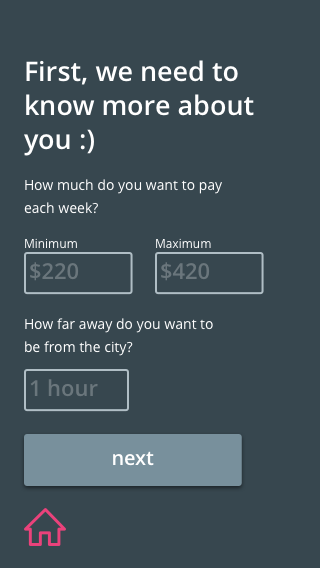 First, we need to
know more about
you :)
How much do you want to pay
each week?
Minimum Maximum
$220 $420
How far away do you want to
be from the city?
1 hour
next